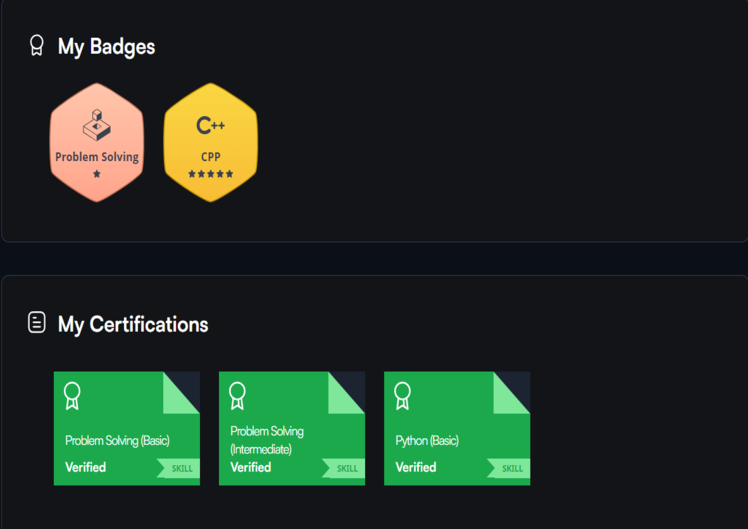 My Badges
C++
Problem Solving
CPP
My Certifications
Problem Solving (Basic)
Verified
SKILL
Problem Solving
(Intermediate)
Verified
SKILL
Python (Basic)
Verified
SKILL